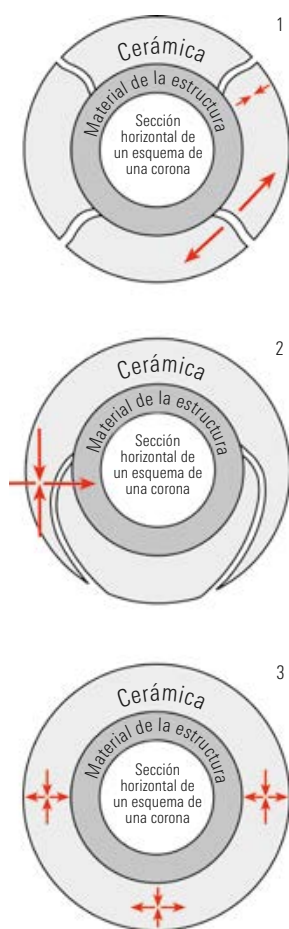 1
Cerámica
Material de la estructura
Sección
horizontal de
un esquema de
una corona
2
Cerámica
Material de la estructura
Sección
horizontal de
un esquema de
una corona
3
Cerámica
Material de la estructura
Sección
horizontal de
un esquema de
una corona